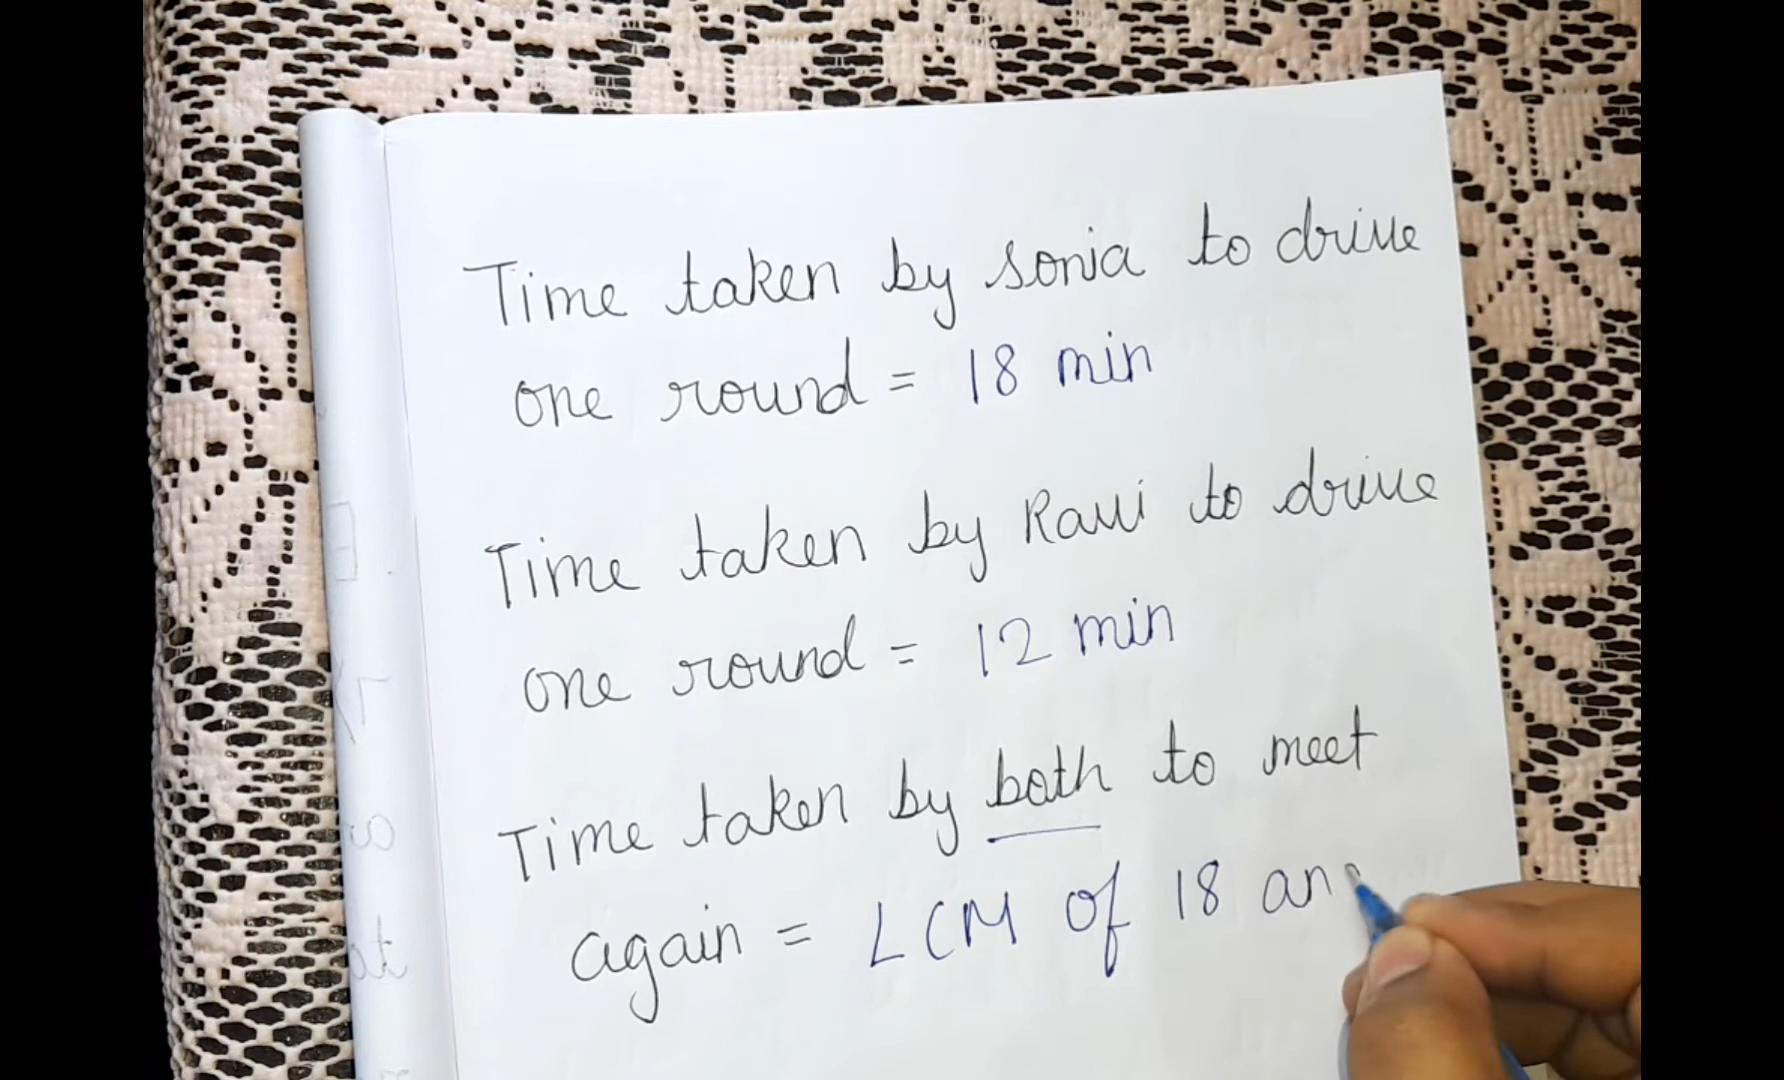 Time taken by Sonia to drive
one round = 18 min
Time taken by Ravi to drive
one round = 12 min
Time taken by both to meet
again = LCM of 18 an